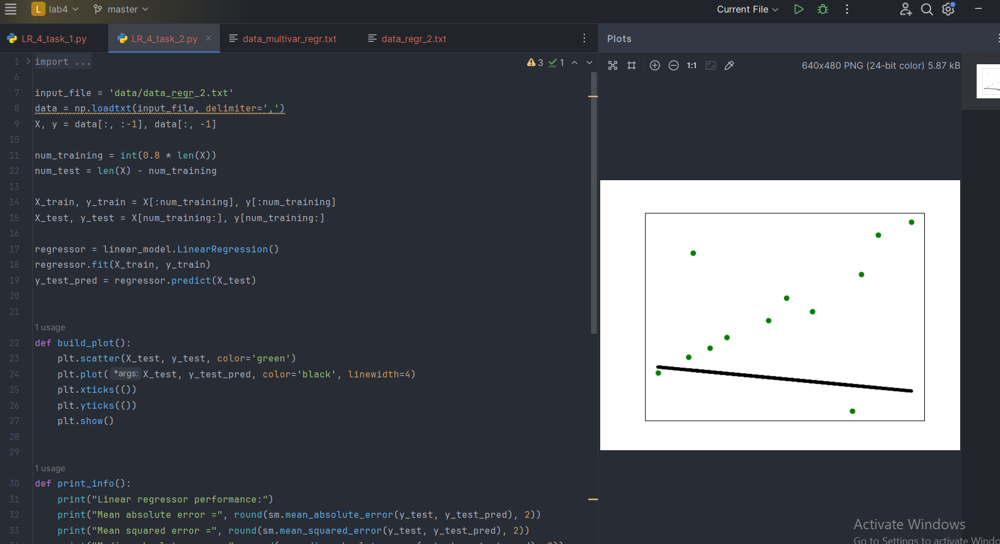 L lab4 master Current File
LR_4_task_1.py LR_4_task_2.py data_multivar_regr.txt data_regr_2.txt Plots
1 import ... 3 1
1:1 640x480 PNG (24-bit color) 5.87 kB
6
7 input_file = 'data/data_regr_2.txt'
8 data = np.loadtxt(input_file, delimiter=',')
9 X, y = data[:, :-1], data[:, -1]
10
11 num_training = int(0.8 * len(X))
12 num_test = len(X) - num_training
13
14 X_train, y_train = X[:num_training], y[:num_training]
15 X_test, y_test = X[num_training:], y[num_training:]
16
17 regressor = linear_model.LinearRegression()
18 regressor.fit(X_train, y_train)
19 y_test_pred = regressor.predict(X_test)
20
21
1 usage
22 def build_plot():
23 plt.scatter(X_test, y_test, color='green')
24 plt.plot( *args: X_test, y_test_pred, color='black', linewidth=4)
25 plt.xticks(())
26 plt.yticks(())
27 plt.show()
28
29
1 usage
30 def print_info():
31 print("Linear regressor performance:")
32 print("Mean absolute error =", round(sm.mean_absolute_error(y_test, y_test_pred), 2))
33 print("Mean squared error =", round(sm.mean_squared_error(y_test, y_test_pred), 2))
Activate Windows
Go to Settings to activate Windo